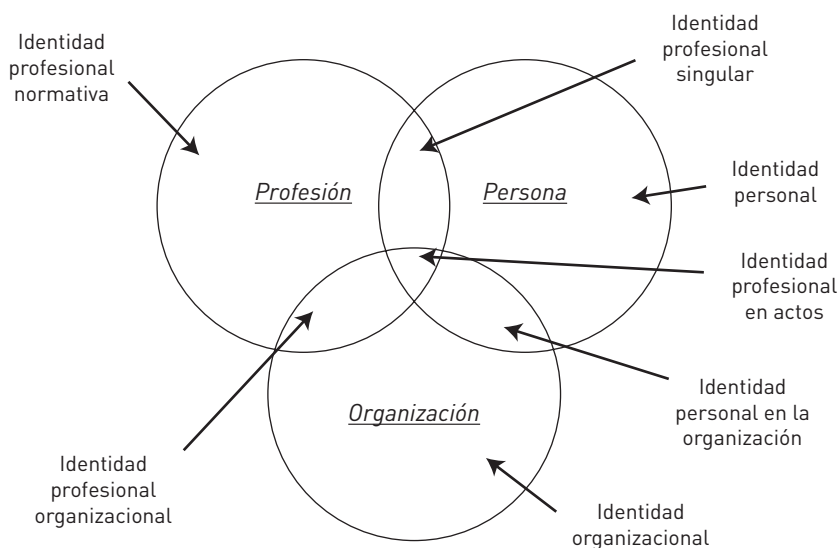 Identidad
profesional
normativa
Identidad
profesional
singular
Profesión
Persona
Identidad
personal
Identidad
profesional
en actos
Organización
Identidad
personal en la
organización
Identidad
profesional
organizacional
Identidad
organizacional